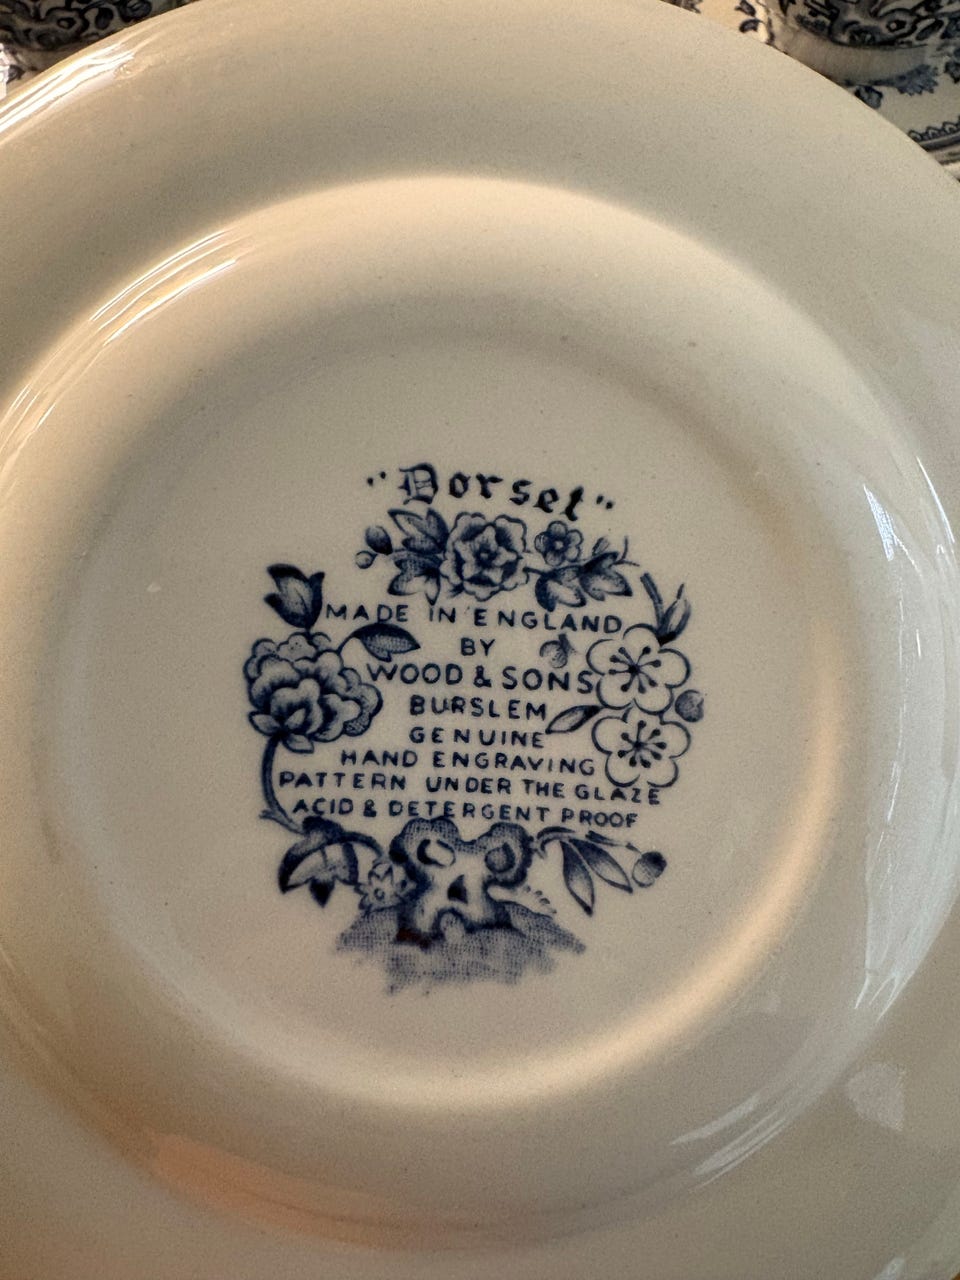 "Dorset"
MADE IN ENGLAND
BY
WOOD & SONS
BURSLEM
GENUINE
HAND ENGRAVING
PATTERN UNDER THE GLAZE
ACID & DETERGENT PROOF